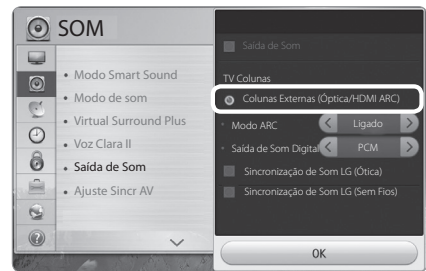 SOM
Modo Smart Sound
Modo de som
Virtual Surround Plus
Voz Clara II
Saída de Som
Ajuste Sincr AV
Saída de Som
TV Colunas
Colunas Externas (Óptica/HDMI ARC)
Modo ARC < Ligado >
Saída de Som Digital < PCM >
Sincronização de Som LG (Ótica)
Sincronização de Som LG (Sem Fios)
OK